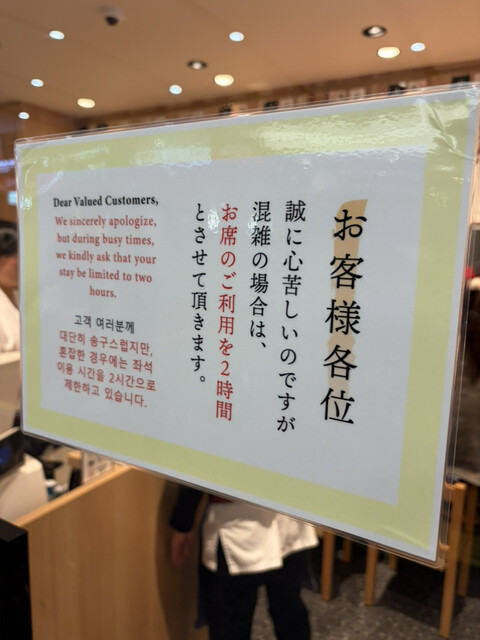 お客様各位
誠に心苦しいのですが
混雑の場合は、
お席のご利用を2時間
とさせて頂きます。
Dear Valued Customers,
We sincerely apologize,
but during busy times,
we kindly ask that your
stay be limited to two
hours.
고객 여러분께
대단히 송구스럽지만,
혼잡한 경우에는 좌석
이용 시간을 2시간으로
제한하고 있습니다.